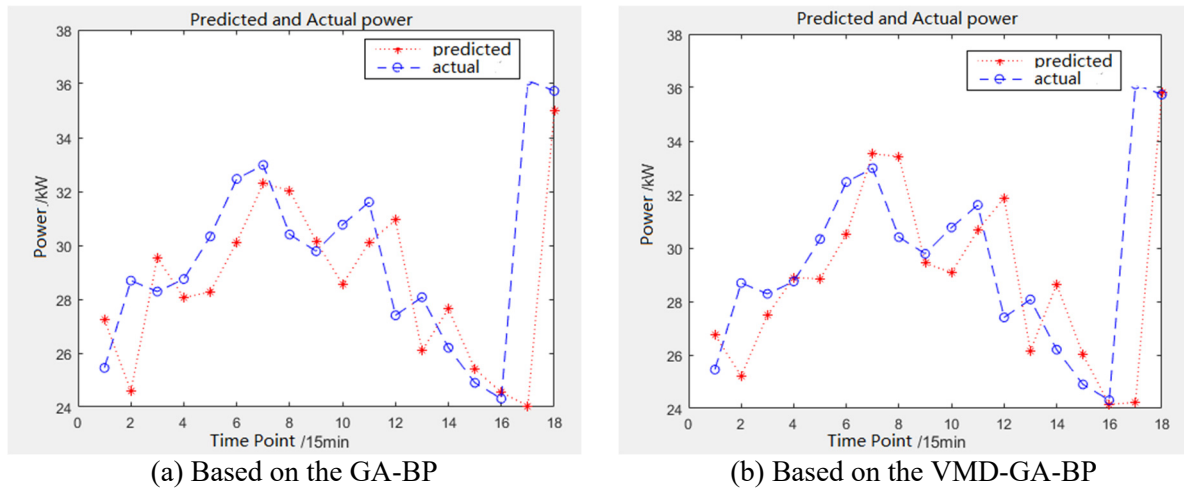 Predicted and Actual power
38
36
34
32
30
28
26
24
Power /kW
predicted
actual
0 2 4 6 8 10 12 14 16 18
Time Point /15min
(a) Based on the GA-BP
Predicted and Actual power
38
36
34
32
30
28
26
24
Power /kW
predicted
actual
0 2 4 6 8 10 12 14 16 18
Time Point /15min
(b) Based on the VMD-GA-BP